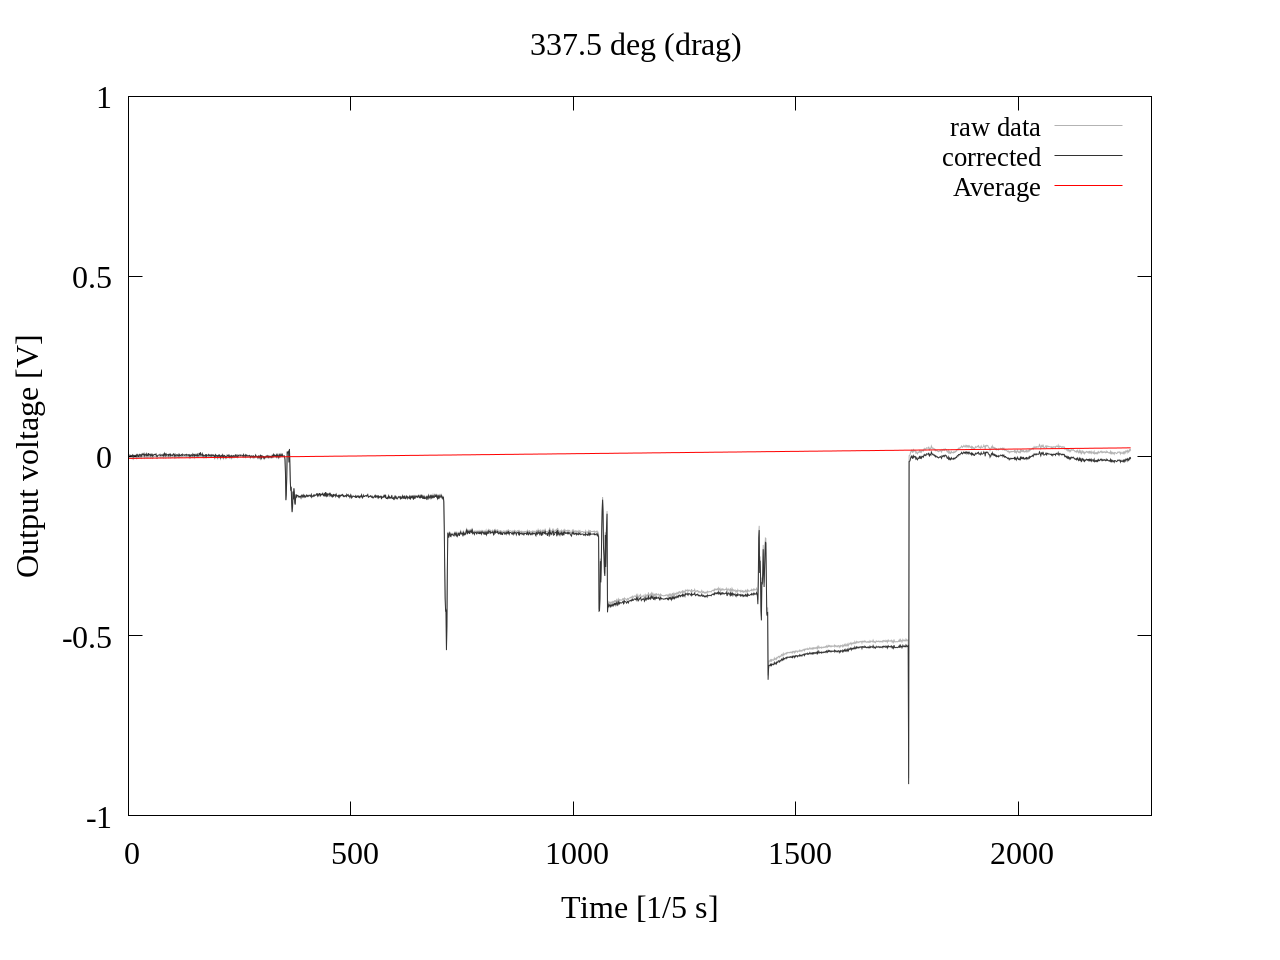 337.5 deg (drag)
1
raw data
corrected
Average
0.5
0
-0.5
-1
Output voltage [V]
0 500 1000 1500 2000
Time [1/5 s]